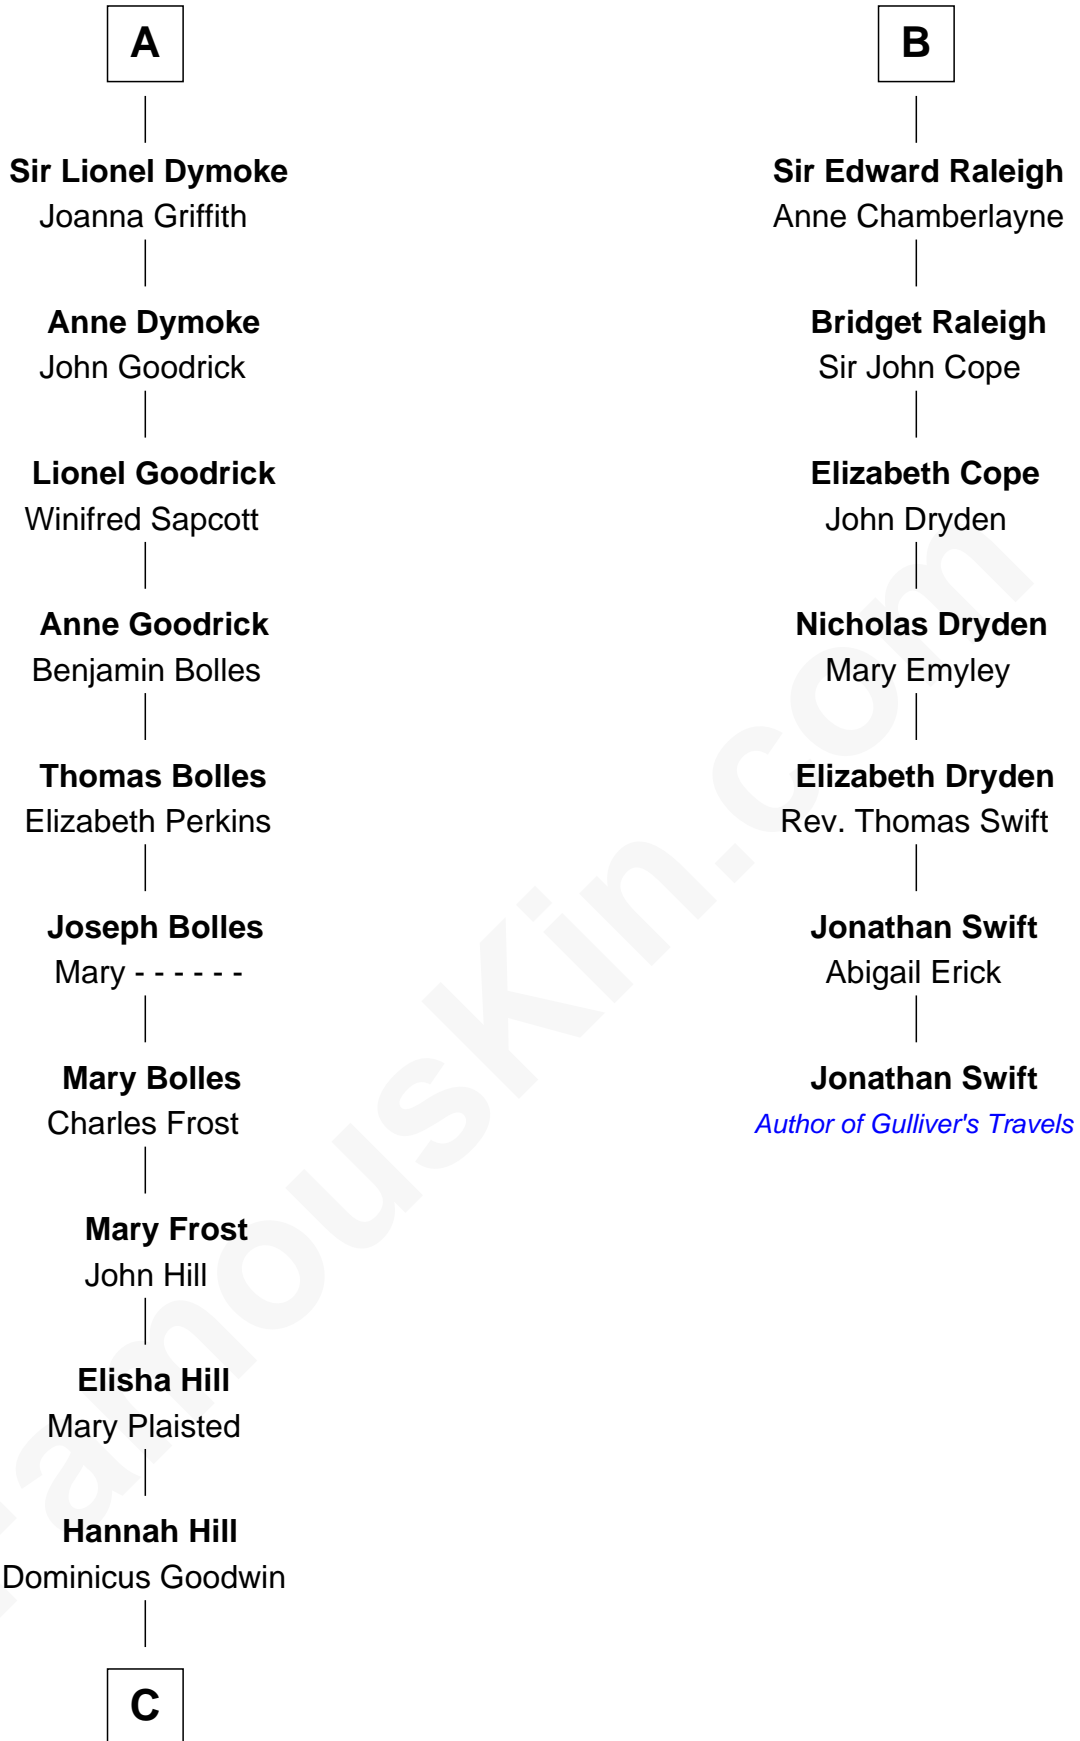 A
Sir Lionel Dymoke
Joanna Griffith
Anne Dymoke
John Goodrick
Lionel Goodrick
Winifred Sapcott
Anne Goodrick
Benjamin Bolles
Thomas Bolles
Elizabeth Perkins
Joseph Bolles
Mary - - - - - -
Mary Bolles
Charles Frost
Mary Frost
John Hill
Elisha Hill
Mary Plaisted
Hannah Hill
Dominicus Goodwin
C
B
Sir Edward Raleigh
Anne Chamberlayne
Bridget Raleigh
Sir John Cope
Elizabeth Cope
John Dryden
Nicholas Dryden
Mary Emyley
Elizabeth Dryden
Rev. Thomas Swift
Jonathan Swift
Abigail Erick
Jonathan Swift
Author of Gulliver's Travels
FamousKin.com